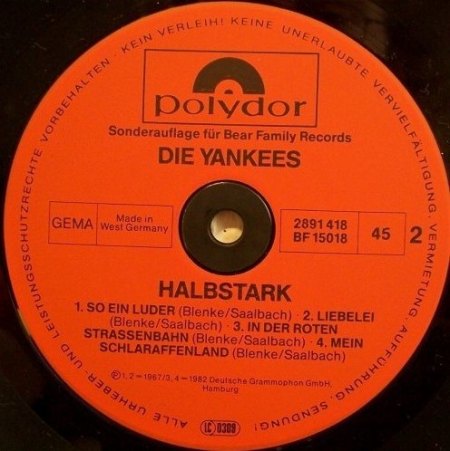 ALLE URHEBER- UND LEISTUNGSSCHUTZRECHTE VORBEHALTEN · KEIN VERLEIH! KEINE UNERLAUBTE VERVIELFÄLTIGUNG, VERMIETUNG, AUFFÜHRUNG, SENDUNG!
polydor
Sonderauflage für Bear Family Records
DIE YANKEES
GEMA
Made in
West Germany
2891 418
BF 15018
45
2
HALBSTARK
1. SO EIN LUDER (Blenke/Saalbach) · 2. LIEBELEI
(Blenke/Saalbach) · 3. IN DER ROTEN
STRASSENBAHN (Blenke/Saalbach) · 4. MEIN
SCHLARAFFENLAND (Blenke/Saalbach)
Ⓟ 1, 2 = 1967/3, 4 = 1982 Deutsche Grammophon GmbH,
Hamburg
LC 0309